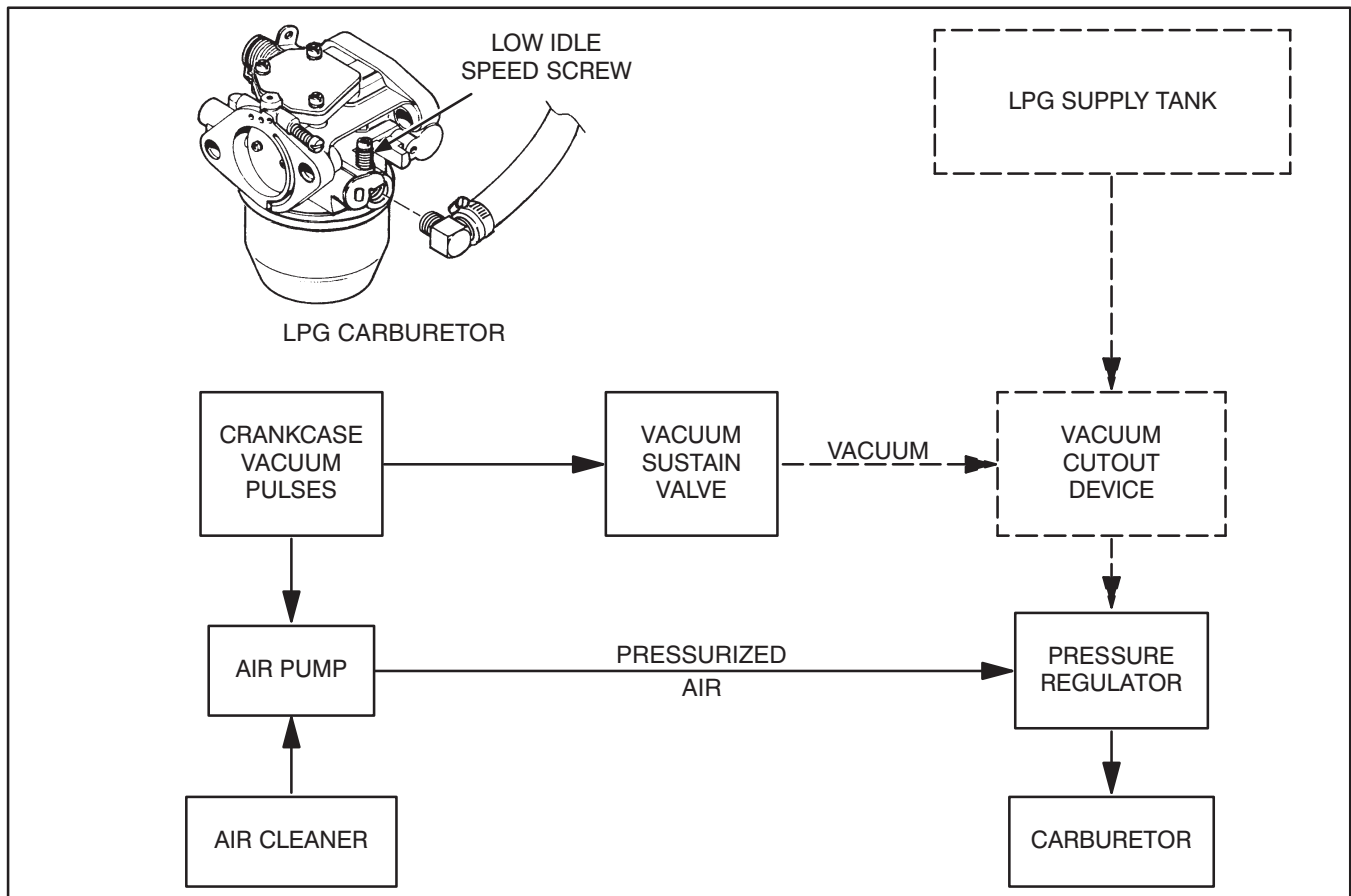 LOW IDLE
SPEED SCREW
LPG SUPPLY TANK
LPG CARBURETOR
CRANKCASE
VACUUM
PULSES
VACUUM
SUSTAIN
VALVE
VACUUM
VACUUM
CUTOUT
DEVICE
AIR PUMP
PRESSURIZED
AIR
PRESSURE
REGULATOR
AIR CLEANER
CARBURETOR